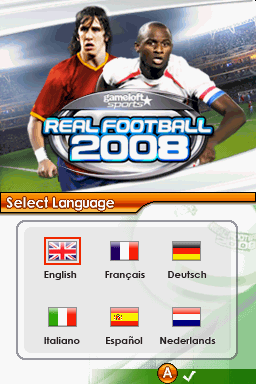 gameloft
sports
REAL FOOTBALL
2008
Select Language
English Français Deutsch
Italiano Español Nederlands
A